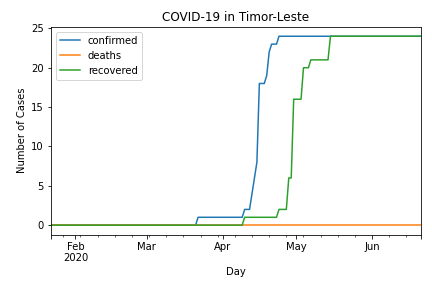 COVID-19 in Timor-Leste
confirmed
deaths
recovered
Number of Cases
25
20
15
10
5
0
Feb
2020
Mar
Apr
May
Jun
Day